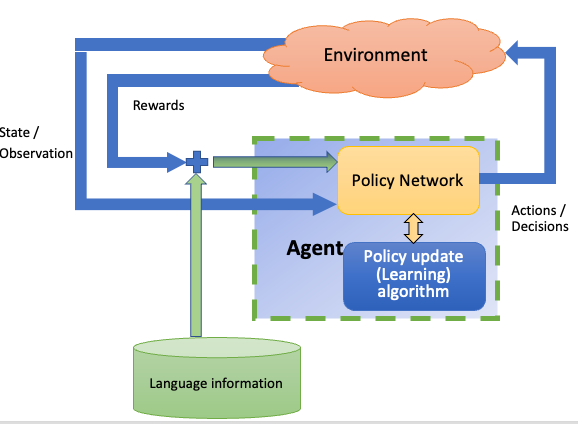 Environment
Rewards
State /
Observation
Policy Network
Actions /
Decisions
Agent
Policy update
(Learning)
algorithm
Language information